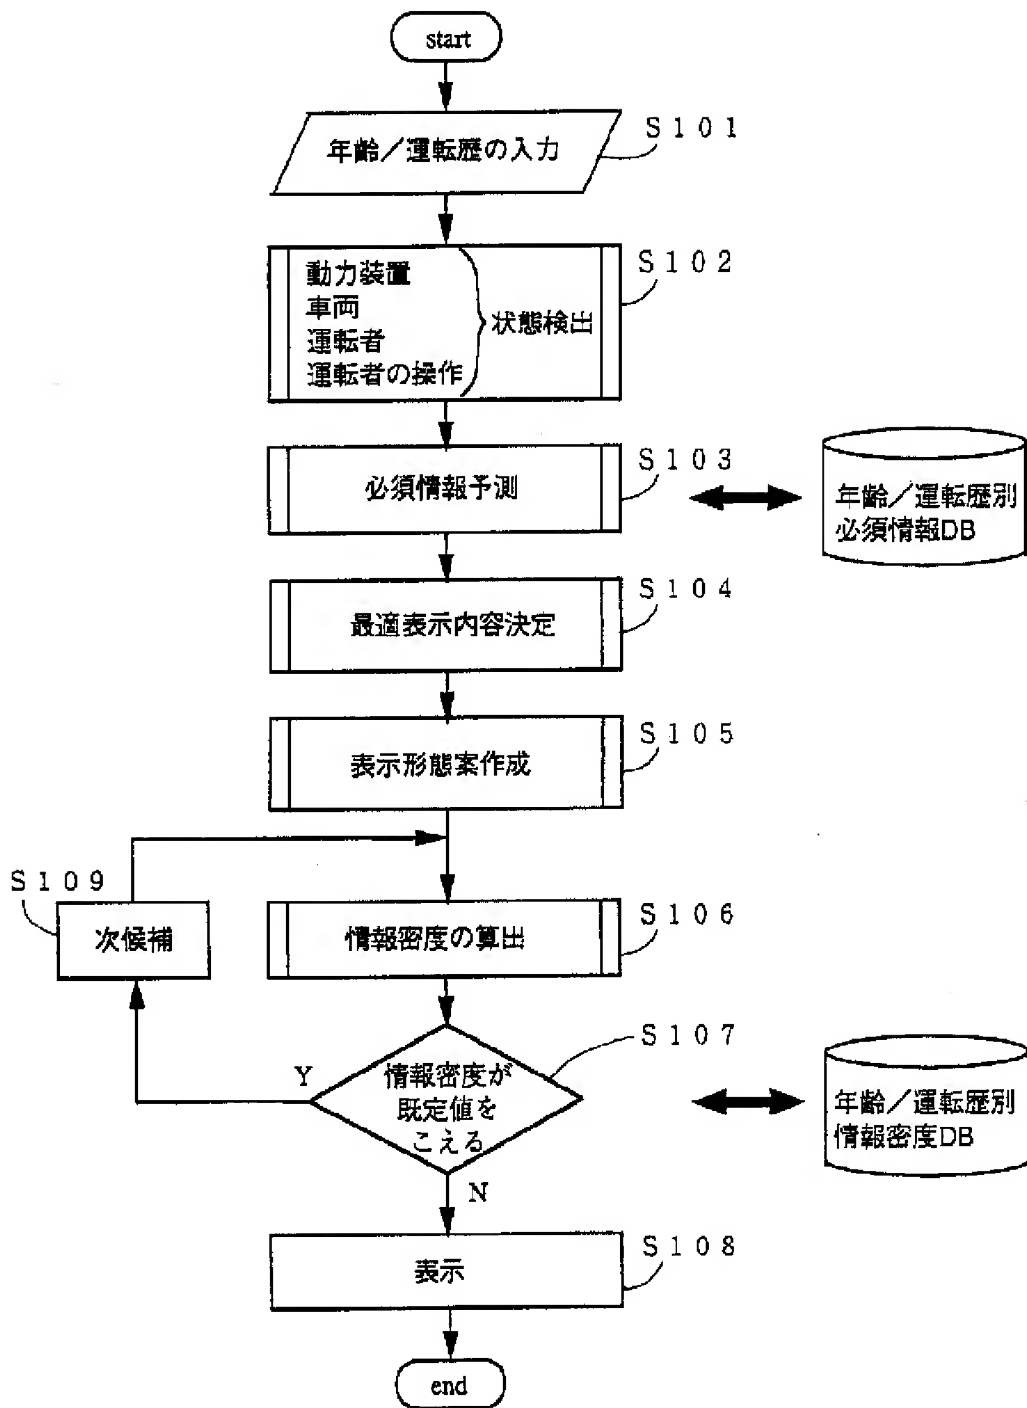 start
年齢／運転歴の入力
S101
動力装置
車両
運転者
運転者の操作
状態検出
S102
必須情報予測
S103
年齢／運転歴別
必須情報DB
最適表示内容決定
S104
表示形態案作成
S105
S109
次候補
情報密度の算出
S106
情報密度が
既定値を
こえる
S107
Y
N
年齢／運転歴別
情報密度DB
表示
S108
end